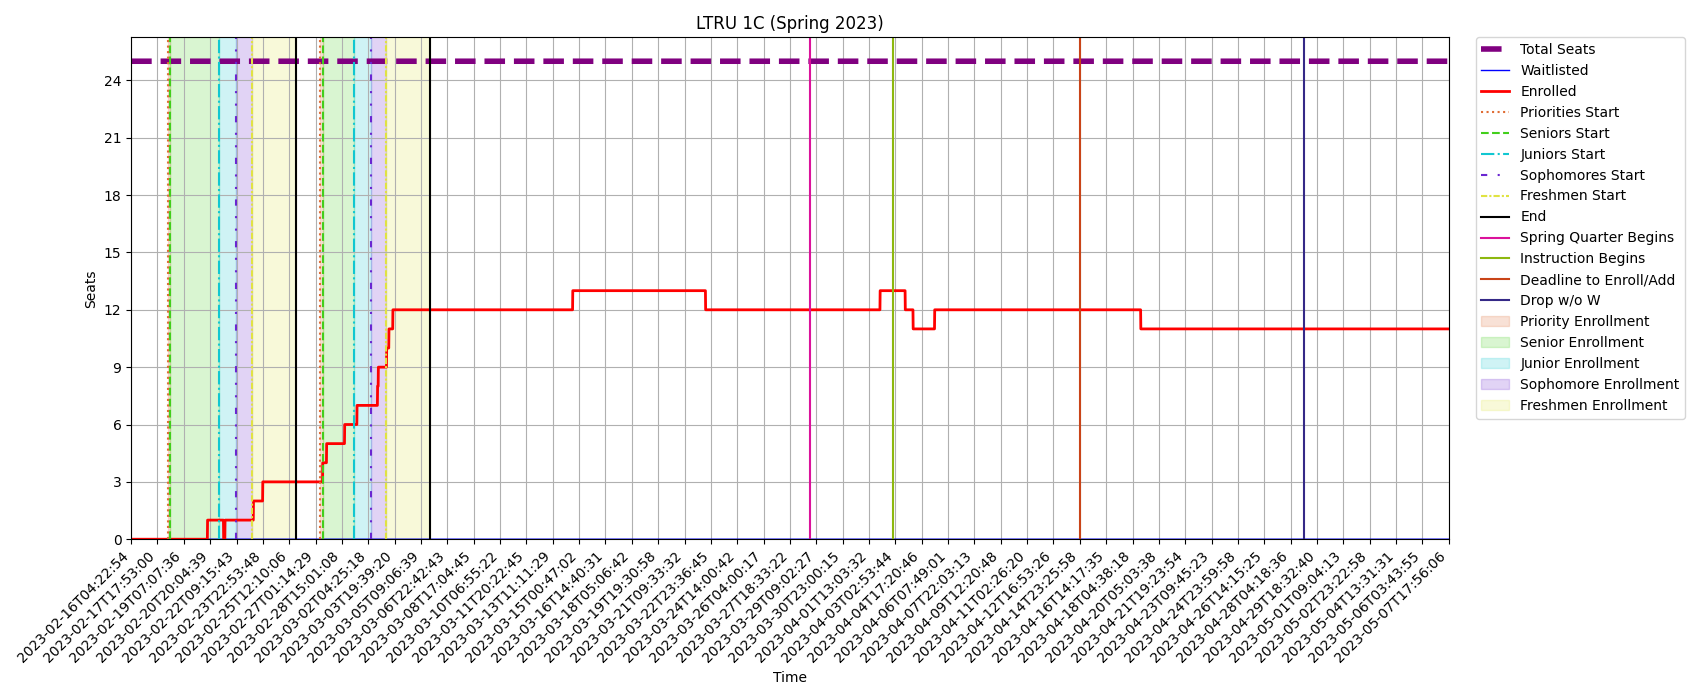 LTRU 1C (Spring 2023)
Seats
24
21
18
15
12
9
6
3
0
2023-02-16T04:22:54
2023-02-17T17:53:00
2023-02-19T07:07:36
2023-02-20T20:04:39
2023-02-22T09:15:43
2023-02-23T22:53:48
2023-02-25T12:10:06
2023-02-27T01:14:29
2023-02-28T15:01:08
2023-03-02T04:25:18
2023-03-03T19:39:20
2023-03-05T09:06:39
2023-03-06T22:42:43
2023-03-08T17:04:45
2023-03-10T06:55:22
2023-03-11T20:22:45
2023-03-13T11:11:29
2023-03-15T00:47:02
2023-03-16T14:40:31
2023-03-18T05:06:42
2023-03-19T19:30:58
2023-03-21T09:33:32
2023-03-22T23:36:45
2023-03-24T14:00:42
2023-03-26T04:00:17
2023-03-27T18:33:22
2023-03-29T09:02:27
2023-03-30T23:00:15
2023-04-01T13:03:32
2023-04-03T02:53:44
2023-04-04T17:20:46
2023-04-06T07:49:01
2023-04-07T22:03:13
2023-04-09T12:20:48
2023-04-11T02:26:20
2023-04-12T16:53:26
2023-04-14T23:25:58
2023-04-16T14:17:35
2023-04-18T04:38:18
2023-04-20T05:03:38
2023-04-21T19:23:54
2023-04-23T09:45:23
2023-04-24T23:59:58
2023-04-26T14:15:25
2023-04-28T04:18:36
2023-04-29T18:32:40
2023-05-01T09:04:13
2023-05-02T23:22:58
2023-05-04T13:31:31
2023-05-06T03:43:55
2023-05-07T17:56:06
Time
Total Seats
Waitlisted
Enrolled
Priorities Start
Seniors Start
Juniors Start
Sophomores Start
Freshmen Start
End
Spring Quarter Begins
Instruction Begins
Deadline to Enroll/Add
Drop w/o W
Priority Enrollment
Senior Enrollment
Junior Enrollment
Sophomore Enrollment
Freshmen Enrollment